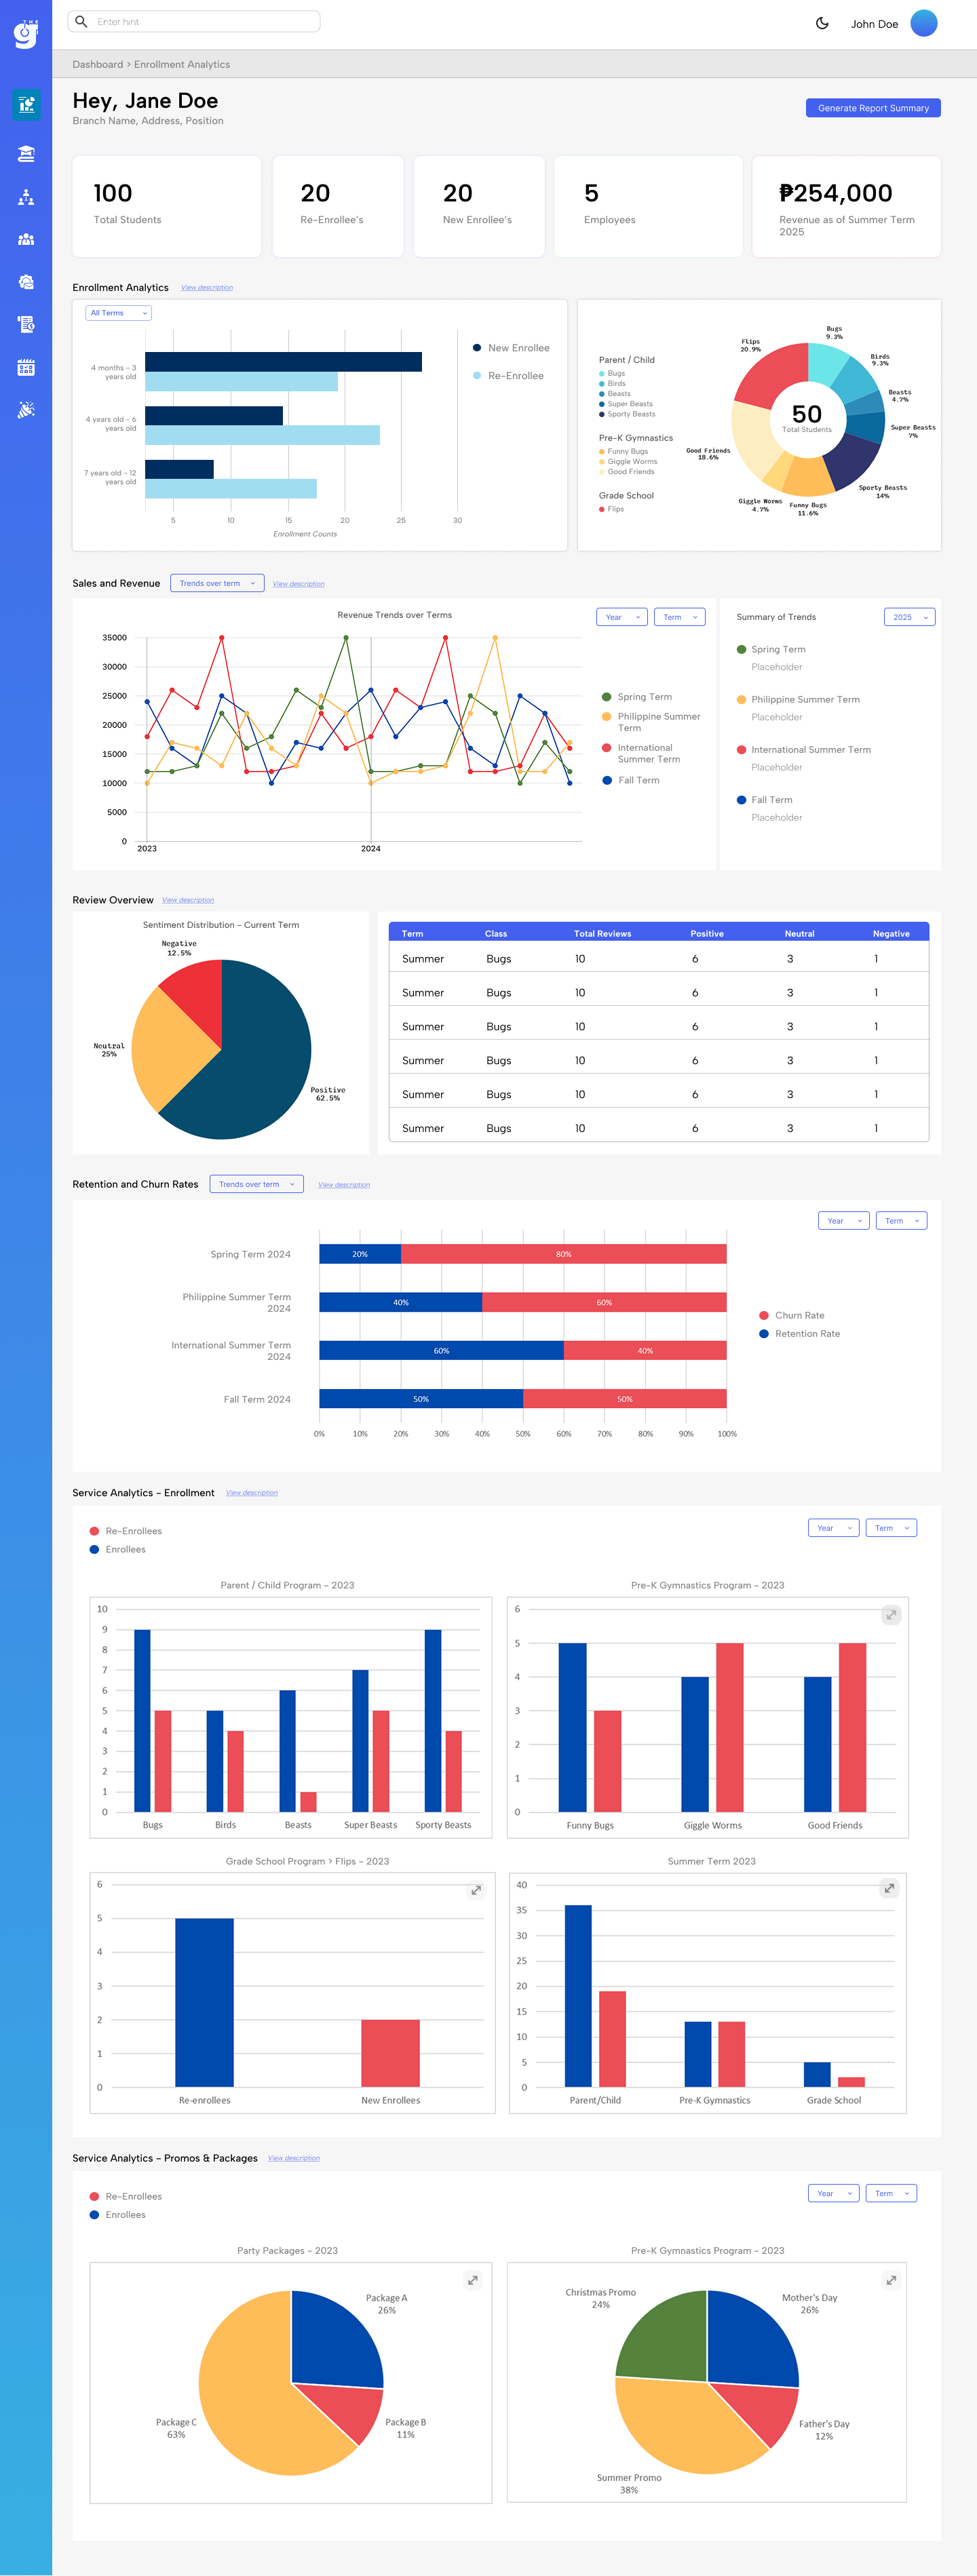 THE
g
Enter hint
John Doe
Dashboard > Enrollment Analytics
Hey, Jane Doe
Branch Name, Address, Position
Generate Report Summary
100
Total Students
20
Re-Enrollee's
20
New Enrollee's
5
Employees
₱254,000
Revenue as of Summer Term
2025
Enrollment Analytics
View description
All Terms
4 months - 3
years old
4 years old - 6
years old
7 years old - 12
years old
5 10 15 20 25 30
Enrollment Counts
New Enrollee
Re-Enrollee
Parent / Child
Bugs
Birds
Beasts
Super Beasts
Sporty Beasts
Pre-K Gymnastics
Funny Bugs
Giggle Worms
Good Friends
Grade School
Flips
Bugs
9.3%
Birds
9.3%
Beasts
4.7%
Super Beasts
7%
Sporty Beasts
14%
Funny Bugs
11.6%
Giggle Worms
4.7%
Good Friends
18.6%
Flips
20.9%
50
Total Students
Sales and Revenue
Trends over term
View description
Revenue Trends over Terms
Year
Term
35000
30000
25000
20000
15000
10000
5000
0
2023 2024
Spring Term
Philippine Summer
Term
International
Summer Term
Fall Term
Summary of Trends
2025
Spring Term
Placeholder
Philippine Summer Term
Placeholder
International Summer Term
Placeholder
Fall Term
Placeholder
Review Overview
View description
Sentiment Distribution - Current Term
Negative
12.5%
Neutral
25%
Positive
62.5%
Term Class Total Reviews Positive Neutral Negative
Summer Bugs 10 6 3 1
Summer Bugs 10 6 3 1
Summer Bugs 10 6 3 1
Summer Bugs 10 6 3 1
Summer Bugs 10 6 3 1
Summer Bugs 10 6 3 1
Retention and Churn Rates
Trends over term
View description
Year
Term
Spring Term 2024
20% 80%
Philippine Summer Term
2024
40% 60%
International Summer Term
2024
60% 40%
Fall Term 2024
50% 50%
0% 10% 20% 30% 40% 50% 60% 70% 80% 90% 100%
Churn Rate
Retention Rate
Service Analytics - Enrollment
View description
Re-Enrollees
Enrollees
Year
Term
Parent / Child Program - 2023
10
9
8
7
6
5
4
3
2
1
0
Bugs Birds Beasts Super Beasts Sporty Beasts
Pre-K Gymnastics Program - 2023
6
5
4
3
2
1
0
Funny Bugs Giggle Worms Good Friends
Grade School Program > Flips - 2023
6
5
4
3
2
1
0
Re-enrollees New Enrollees
Summer Term 2023
40
35
30
25
20
15
10
5
0
Parent/Child Pre-K Gymnastics Grade School
Service Analytics - Promos & Packages
View description
Re-Enrollees
Enrollees
Year
Term
Party Packages - 2023
Package A
26%
Package B
11%
Package C
63%
Pre-K Gymnastics Program - 2023
Christmas Promo
24%
Mother's Day
26%
Father's Day
12%
Summer Promo
38%